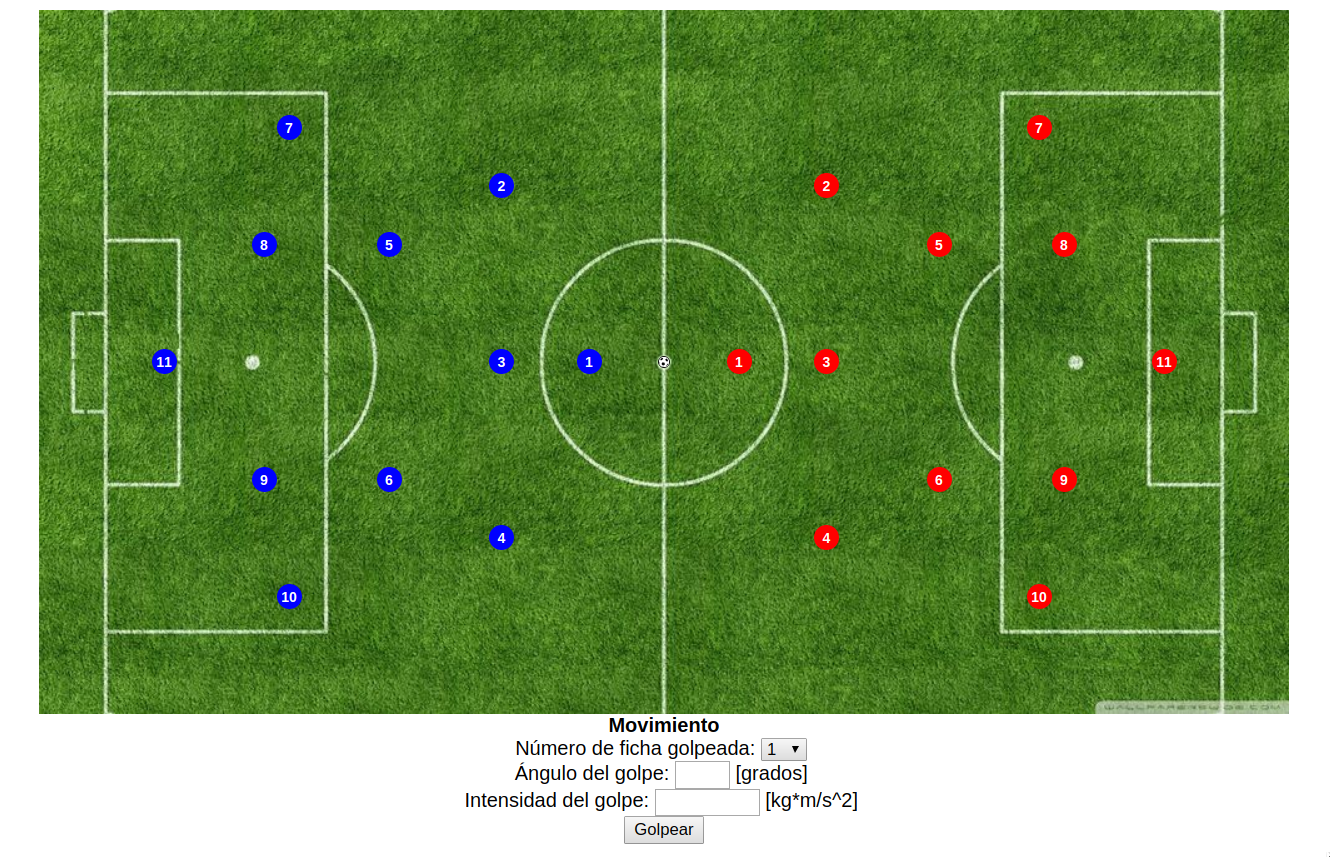 7 7
2 2
8 5 5 8
11 3 1 1 3 11
9 6 6 9
4 4
10 10
Movimiento
Número de ficha golpeada: 1
Ángulo del golpe: [grados]
Intensidad del golpe: [kg*m/s^2]
Golpear